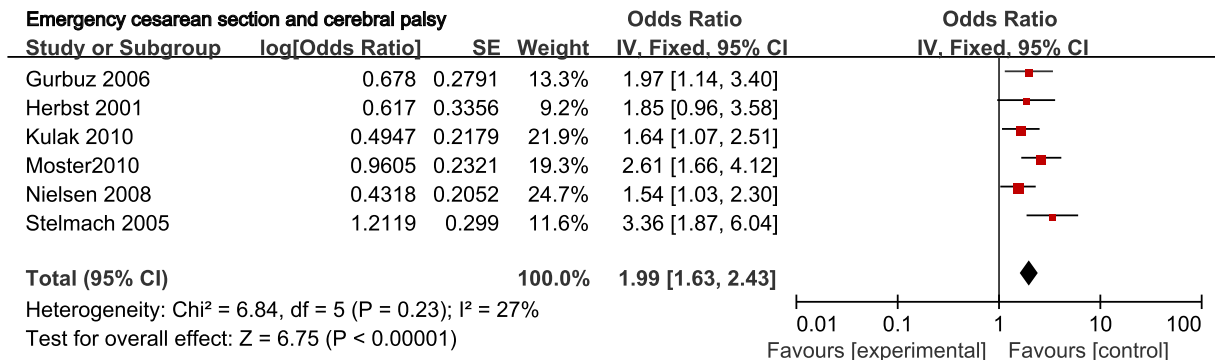 Emergency cesarean section and cerebral palsy Odds Ratio Odds Ratio
Study or Subgroup log[Odds Ratio] SE Weight IV, Fixed, 95% CI IV, Fixed, 95% CI
Gurbuz 2006 0.678 0.2791 13.3% 1.97 [1.14, 3.40]
Herbst 2001 0.617 0.3356 9.2% 1.85 [0.96, 3.58]
Kulak 2010 0.4947 0.2179 21.9% 1.64 [1.07, 2.51]
Moster2010 0.9605 0.2321 19.3% 2.61 [1.66, 4.12]
Nielsen 2008 0.4318 0.2052 24.7% 1.54 [1.03, 2.30]
Stelmach 2005 1.2119 0.299 11.6% 3.36 [1.87, 6.04]
Total (95% CI) 100.0% 1.99 [1.63, 2.43]
Heterogeneity: Chi² = 6.84, df = 5 (P = 0.23); I² = 27%
Test for overall effect: Z = 6.75 (P < 0.00001)
0.01 0.1 1 10 100
Favours [experimental] Favours [control]